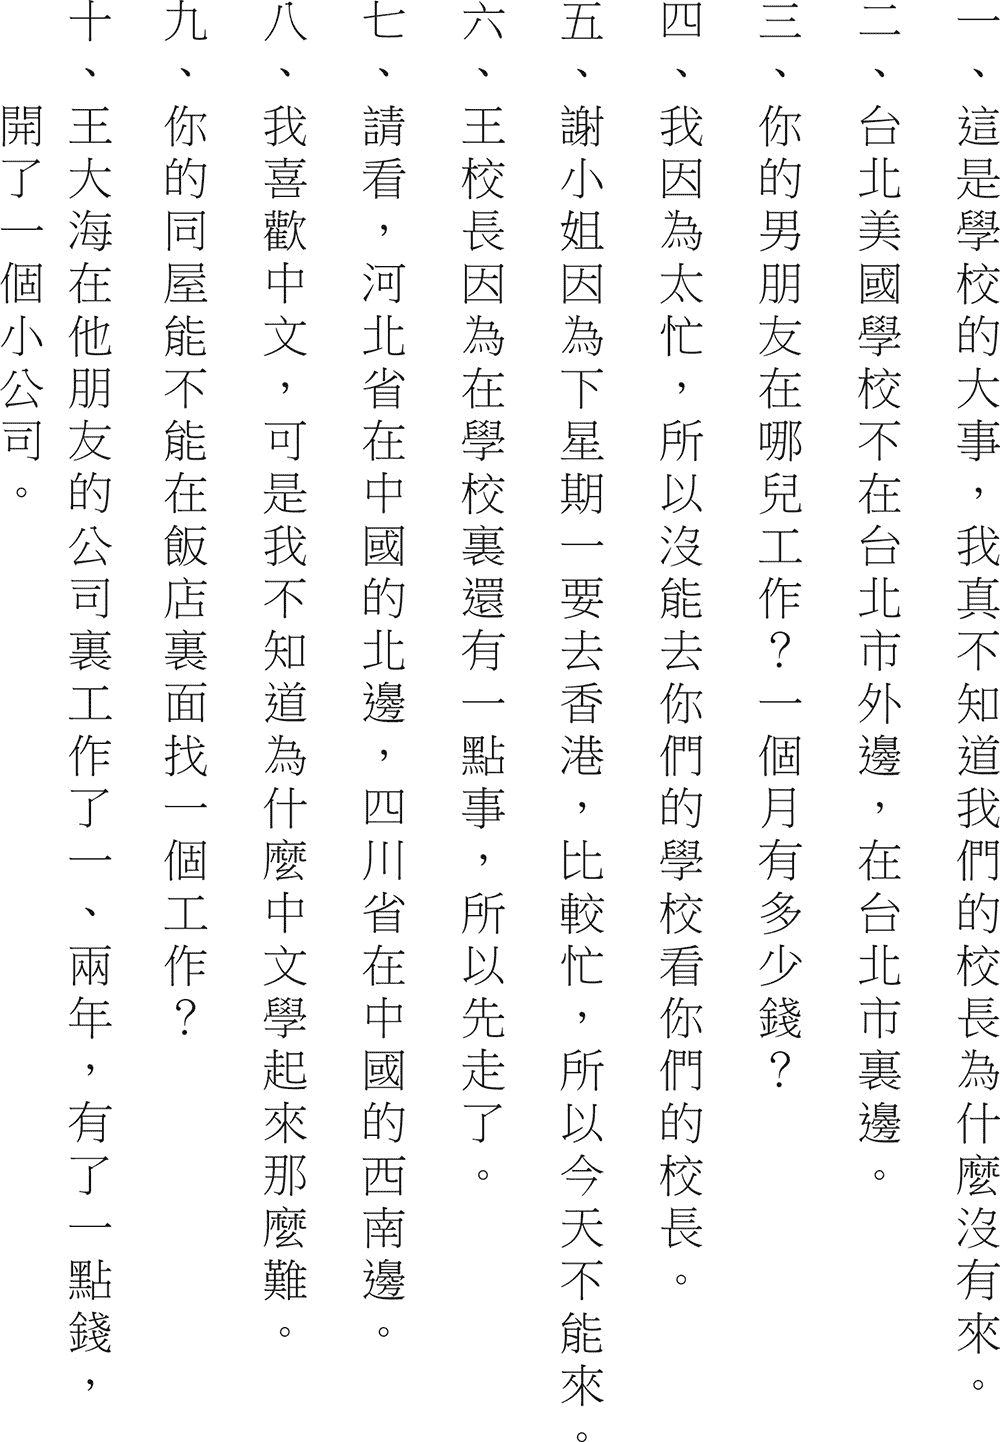 一、這是學校的大事，我真不知道我們的校長為什麼沒有來。
二、台北美國學校不在台北市外邊，在台北市裏邊。
三、你的男朋友在哪兒工作？一個月有多少錢？
四、我因為太忙，所以沒能去你們的學校看你們的校長。
五、謝小姐因為下星期一要去香港，比較忙，所以今天不能來。
六、王校長因為在學校裏還有一點事，所以先走了。
七、請看，河北省在中國的北邊，四川省在中國的西南邊。
八、我喜歡中文，可是我不知道為什麼中文學起來那麼難。
九、你的同屋能不能在飯店裏面找一個工作？
十、王大海在他朋友的公司裏工作了一、兩年，有了一點錢，
開了一個小公司。